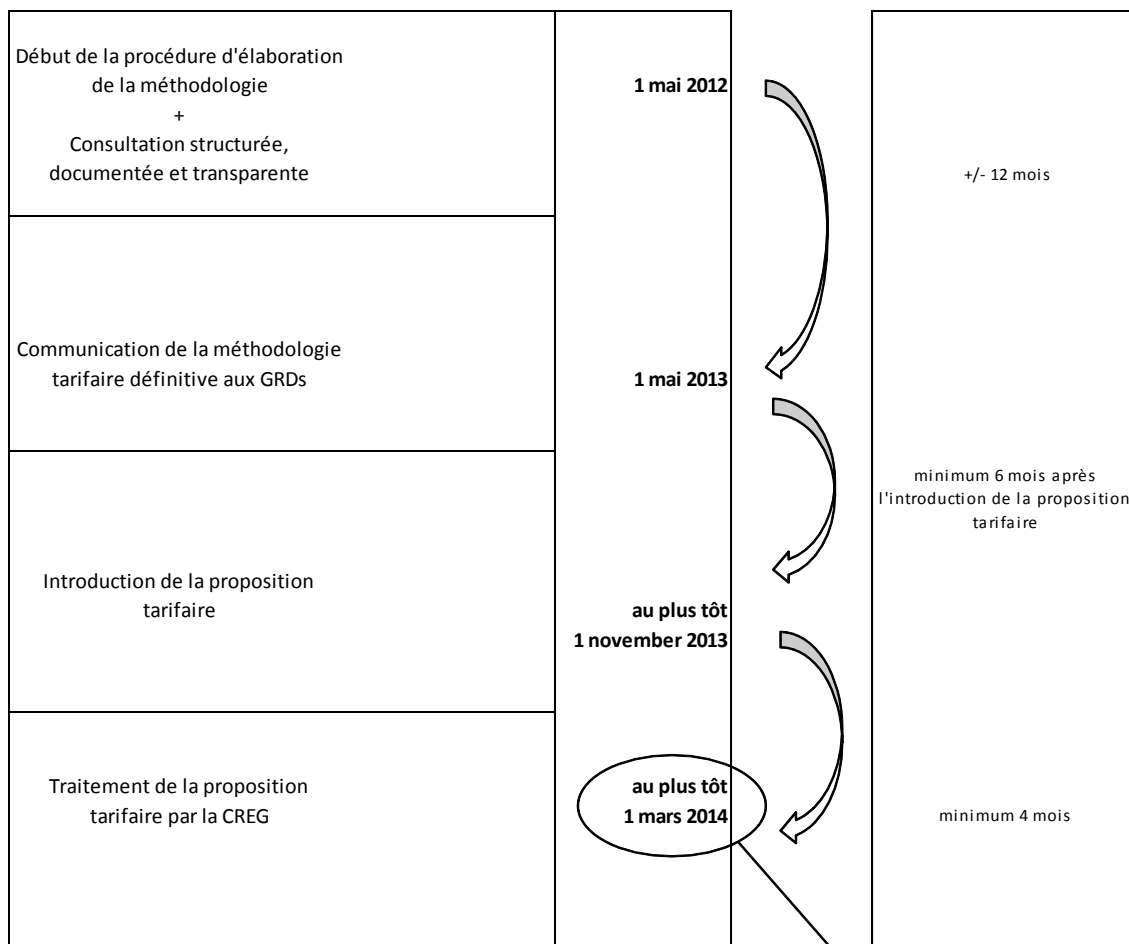 Début de la procédure d'élaboration
de la méthodologie
+
Consultation structurée,
documentée et transparente
1 mai 2012
+/- 12 mois
Communication de la méthodologie
tarifaire définitive aux GRDs
1 mai 2013
minimum 6 mois après
l'introduction de la proposition
tarifaire
Introduction de la proposition
tarifaire
au plus tôt
1 november 2013
Traitement de la proposition
tarifaire par la CREG
au plus tôt
1 mars 2014
minimum 4 mois